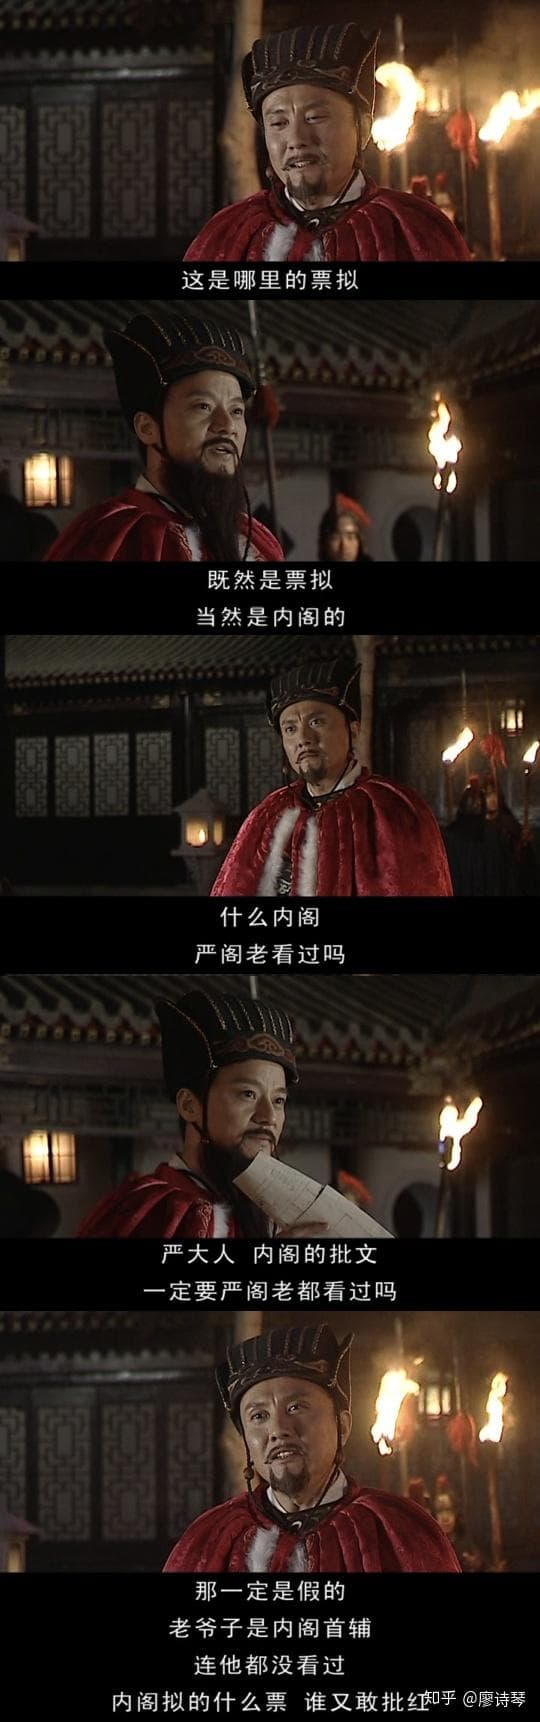 这是哪里的票拟
既然是票拟
当然是内阁的
什么内阁
严阁老看过吗
严大人 内阁的批文
一定要严阁老都看过吗
那一定是假的
老爷子是内阁首辅
连他都没看过
内阁拟的什么票 谁又敢批红
知乎 @廖诗琴